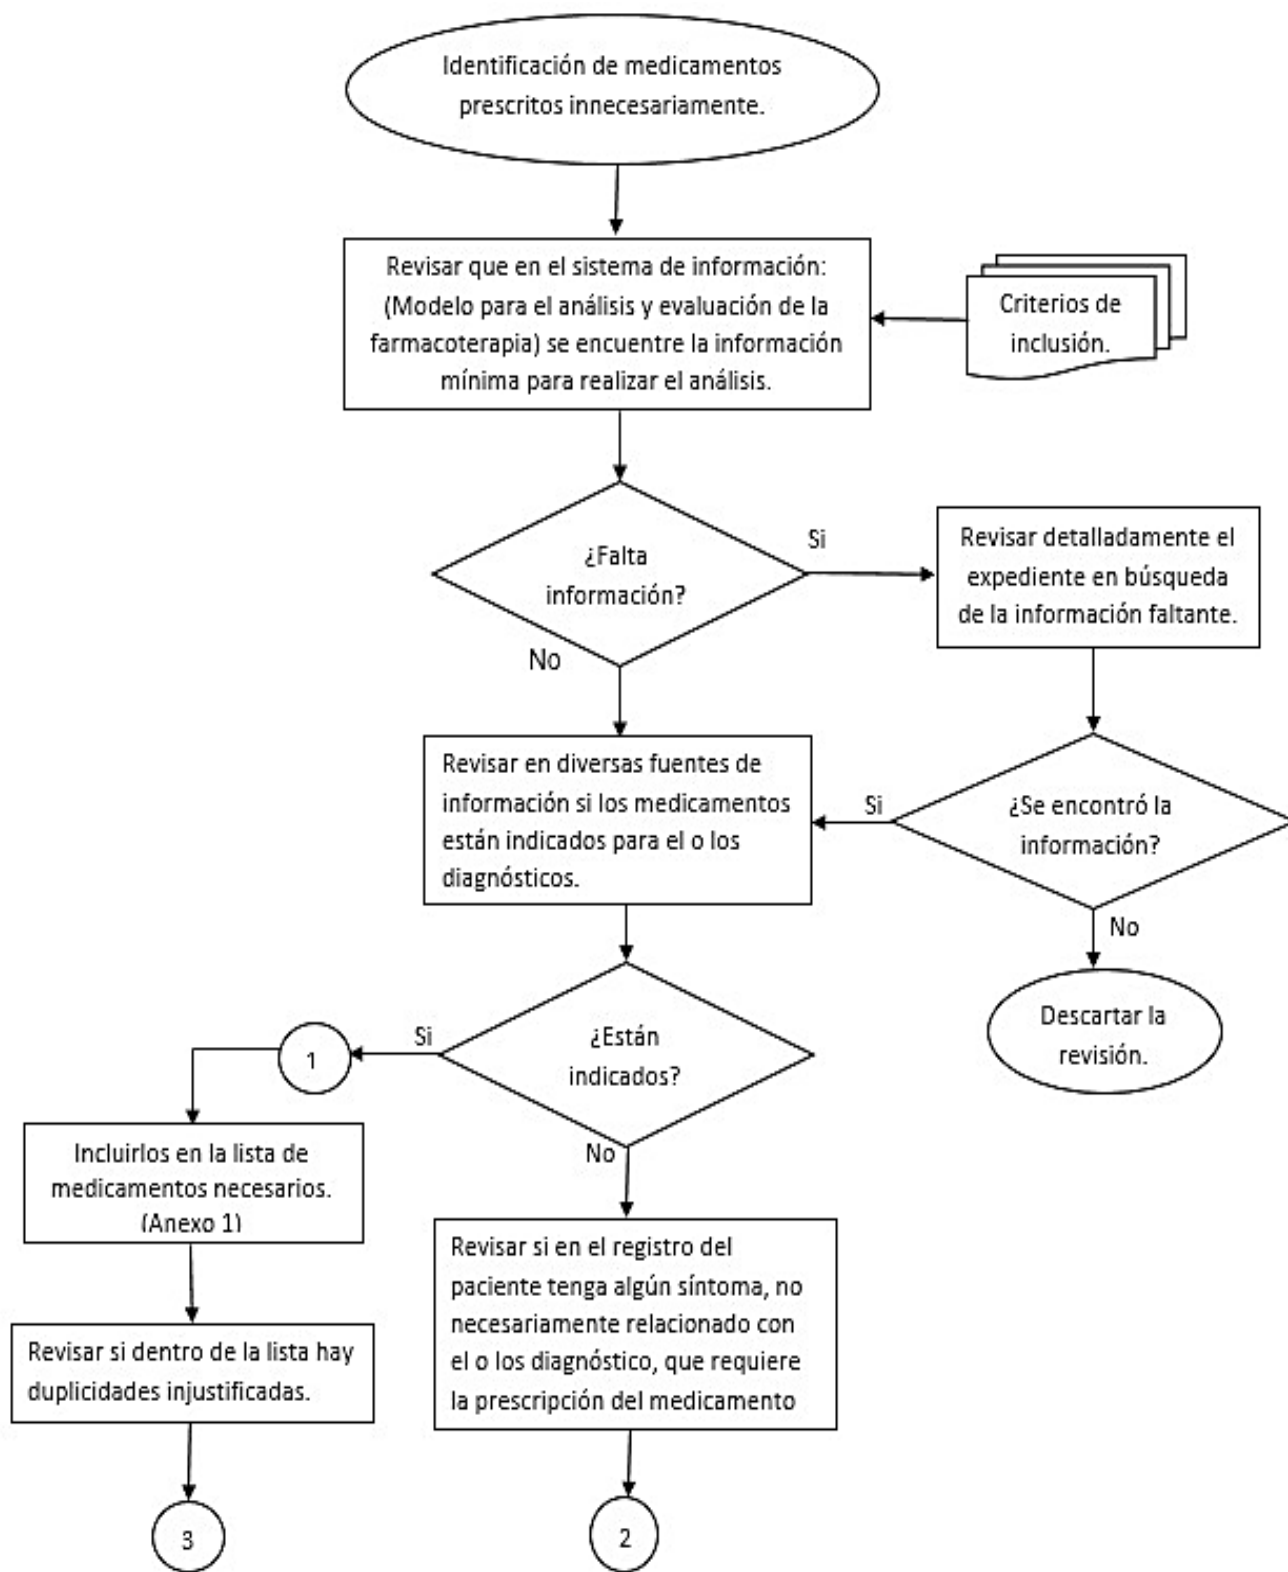 Identificación de medicamentos
prescritos innecesariamente.
Revisar que en el sistema de información:
(Modelo para el análisis y evaluación de la
farmacoterapia) se encuentre la información
mínima para realizar el análisis.
Criterios de
inclusión.
¿Falta
información?
Si
Revisar detalladamente el
expediente en búsqueda
de la información faltante.
No
Revisar en diversas fuentes de
información si los medicamentos
están indicados para el o los
diagnósticos.
Si
¿Se encontró la
información?
No
Descartar la
revisión.
¿Están
indicados?
Si
1
Incluirlos en la lista de
medicamentos necesarios.
(Anexo 1)
No
Revisar si en el registro del
paciente tenga algún síntoma, no
necesariamente relacionado con
el o los diagnóstico, que requiere
la prescripción del medicamento
Revisar si dentro de la lista hay
duplicidades injustificadas.
3
2